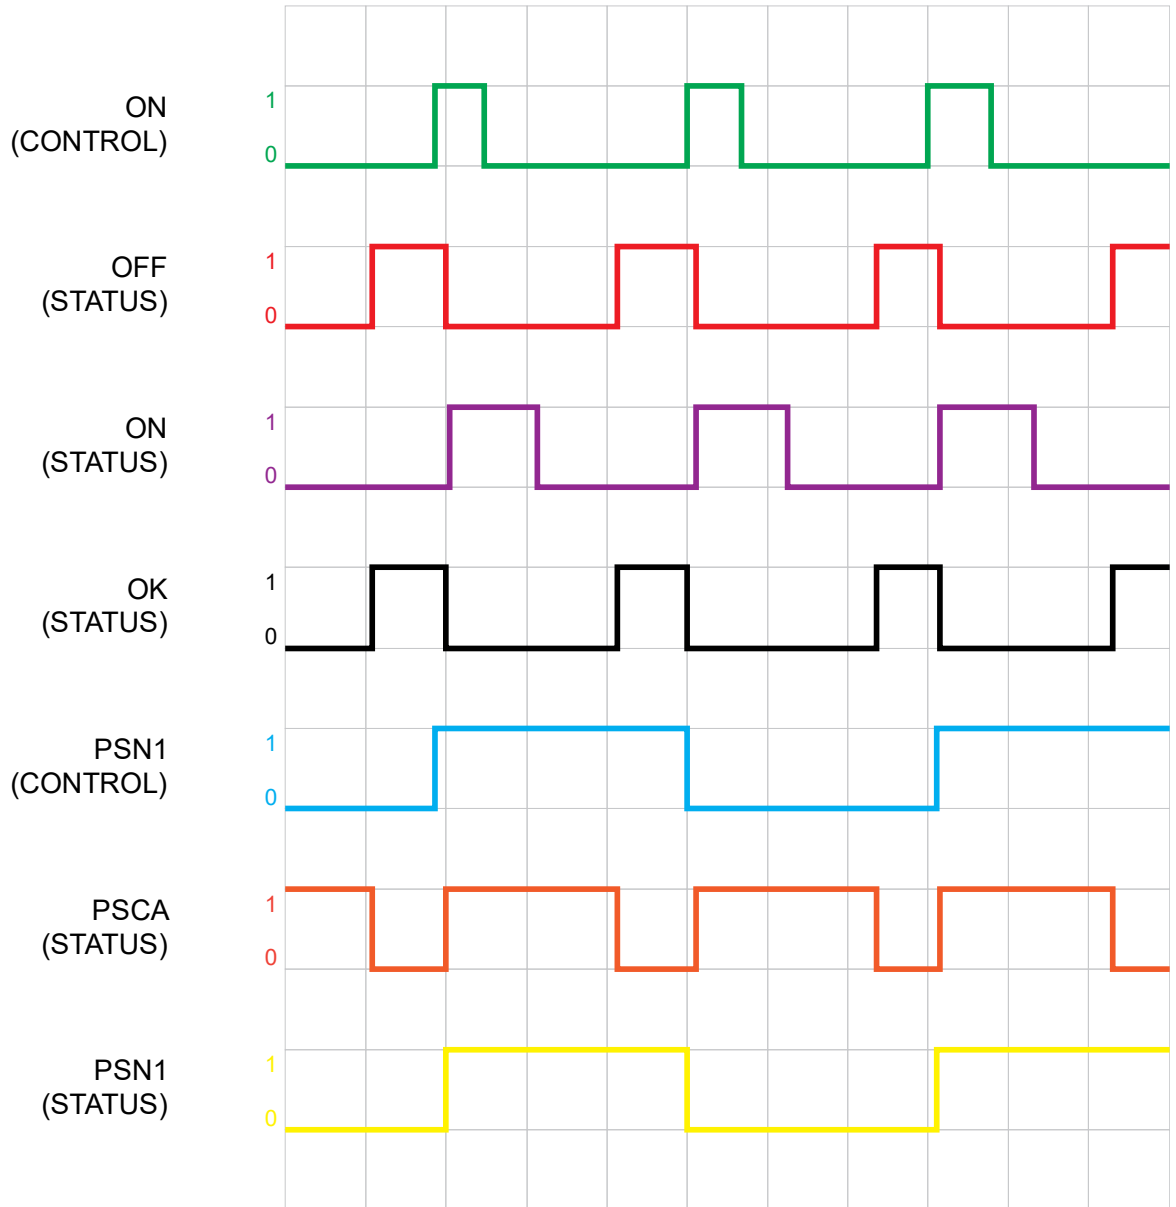 ON
(CONTROL)
1
0
OFF
(STATUS)
1
0
ON
(STATUS)
1
0
OK
(STATUS)
1
0
PSN1
(CONTROL)
1
0
PSCA
(STATUS)
1
0
PSN1
(STATUS)
1
0